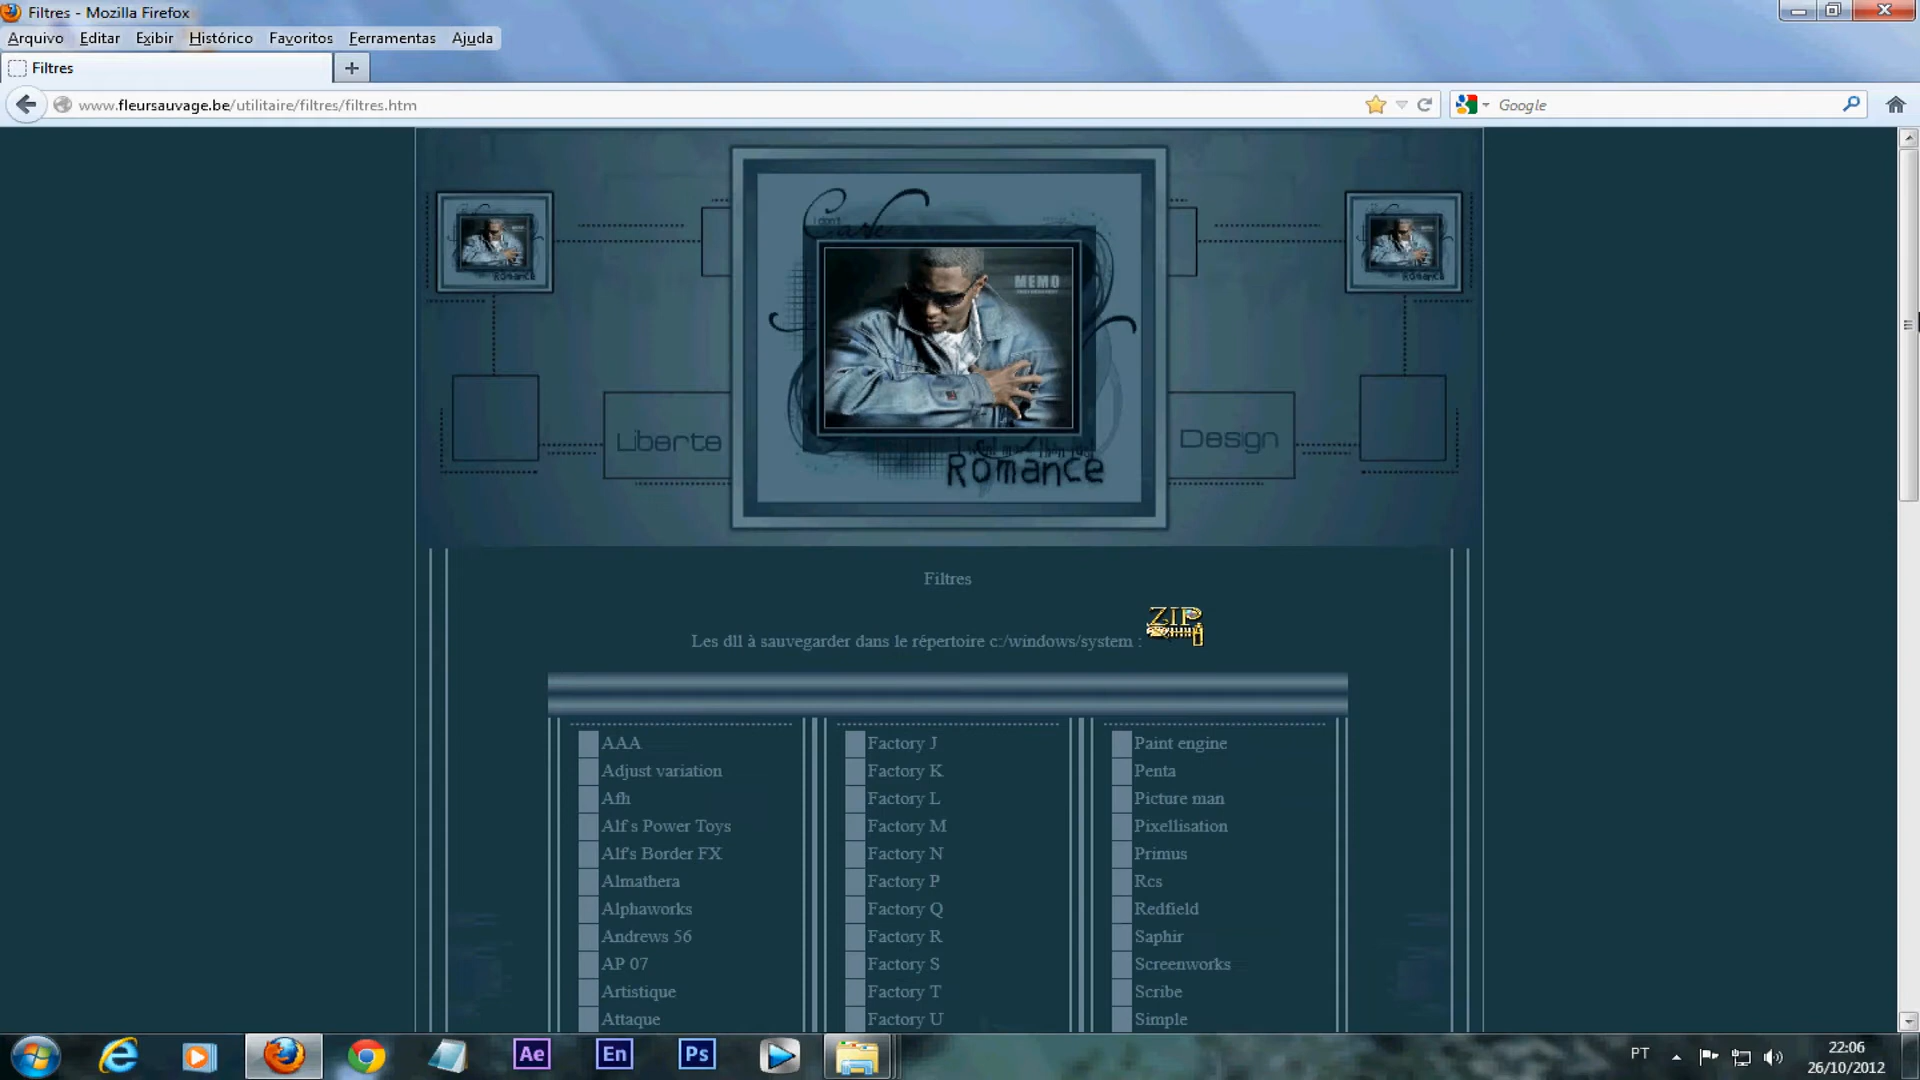 Filtres - Mozilla Firefox
Arquivo Editar Exibir Histórico Favoritos Ferramentas Ajuda
Filtres
www.fleursauvage.be/utilitaire/filtres/filtres.htm
Google
I don't
Care
MEMO
Romance
Romance
Liberte
Design
Romance
Filtres
Les dll à sauvegarder dans le répertoire c:/windows/system :
ZIP
AAA
Adjust variation
Afh
Alf s Power Toys
Alf's Border FX
Almathera
Alphaworks
Andrews 56
AP 07
Artistique
Attaque
Factory J
Factory K
Factory L
Factory M
Factory N
Factory P
Factory Q
Factory R
Factory S
Factory T
Factory U
Paint engine
Penta
Picture man
Pixellisation
Primus
Rcs
Redfield
Saphir
Screenworks
Scribe
Simple
Ae
En
Ps
PT
22:06
26/10/2012